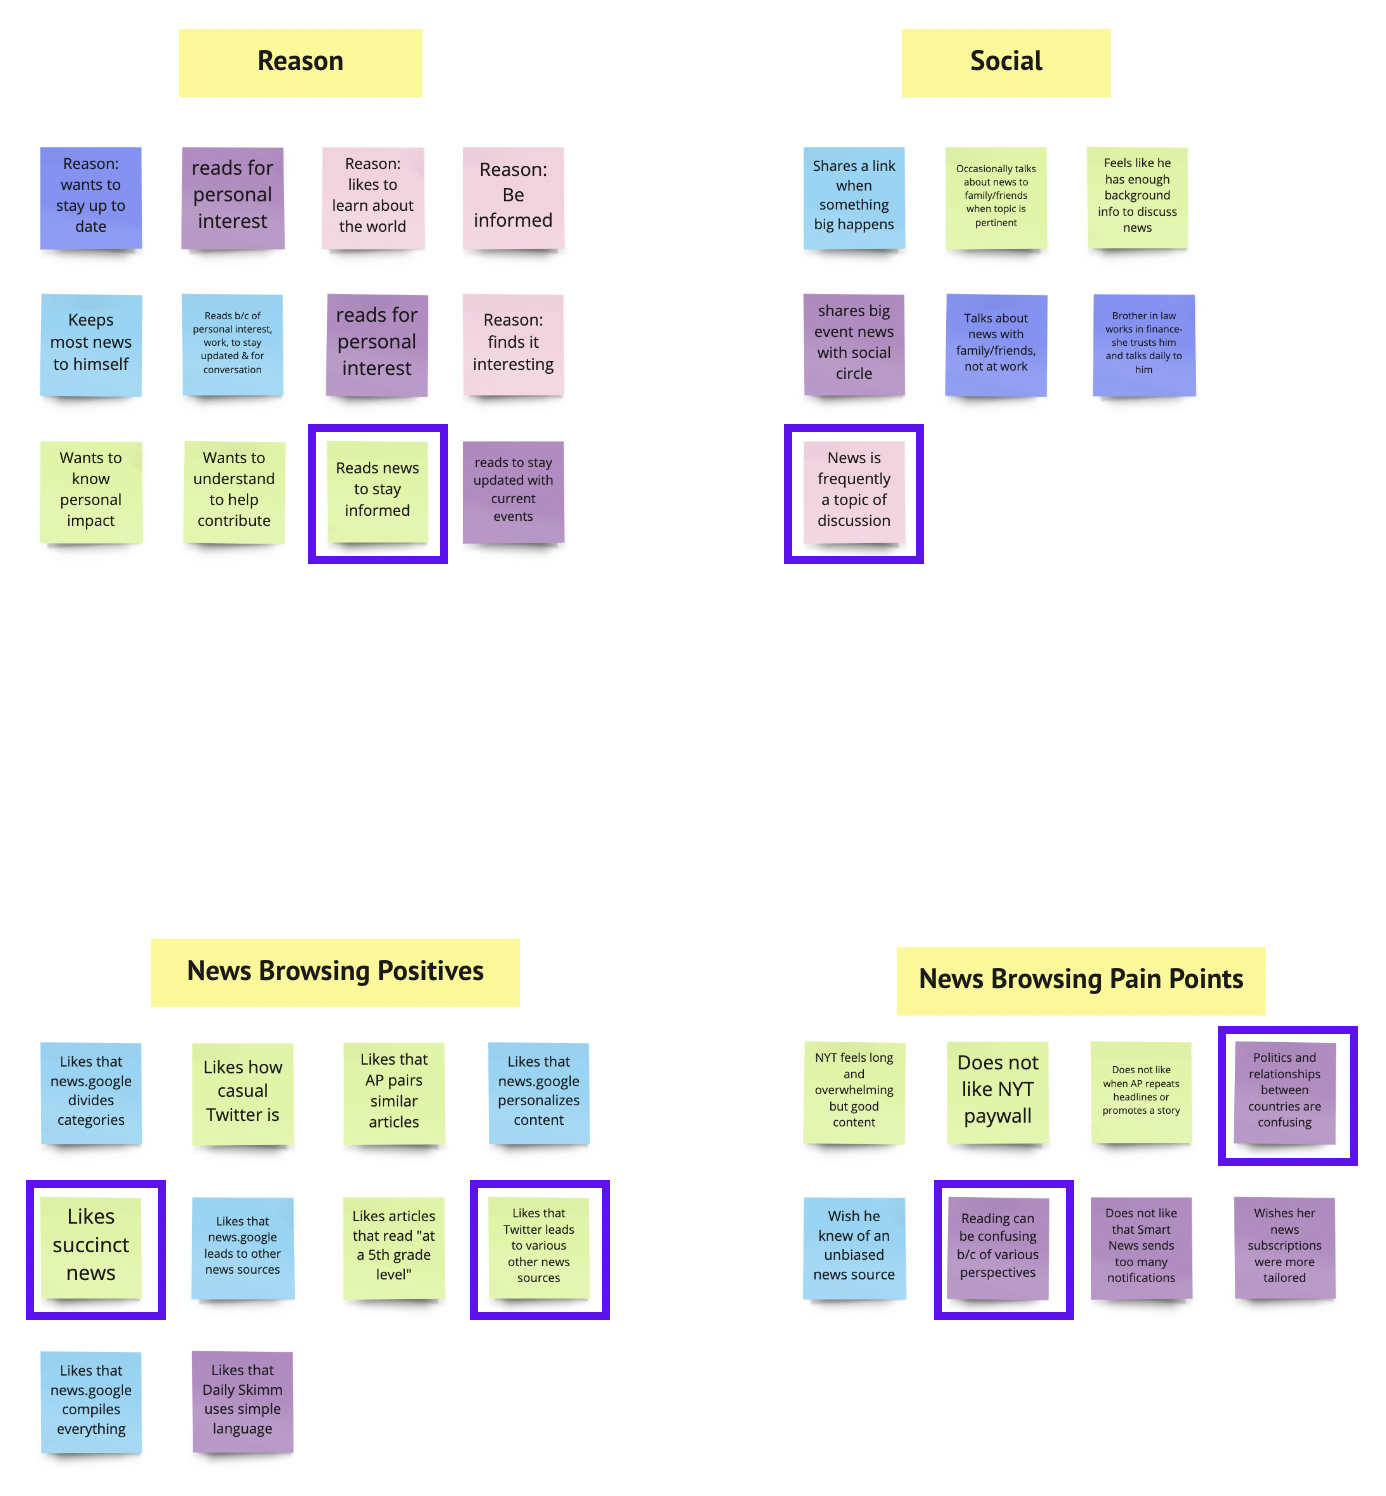 Reason
Reason:
wants to
stay up to
date
reads for
personal
interest
Reason:
likes to
learn about
the world
Reason:
Be
informed
Keeps
most news
to himself
Reads b/c of
personal interest,
work, to stay
updated & for
conversation
reads for
personal
interest
Reason:
finds it
interesting
Wants to
know
personal
impact
Wants to
understand
to help
contribute
Reads news
to stay
informed
reads to stay
updated with
current
events
Social
Shares a link
when
something
big happens
Occasionally talks
about news to
family/friends
when topic is
pertinent
Feels like he
has enough
background
info to discuss
news
shares big
event news
with social
circle
Talks about
news with
family/friends,
not at work
Brother in law
works in finance-
she trusts him
and talks daily to
him
News is
frequently
a topic of
discussion
News Browsing Positives
Likes that
news.google
divides
categories
Likes how
casual
Twitter is
Likes that
AP pairs
similar
articles
Likes that
news.google
personalizes
content
Likes
succinct
news
Likes that
news.google
leads to other
news sources
Likes articles
that read "at
a 5th grade
level"
Likes that
Twitter leads
to various
other news
sources
Likes that
news.google
compiles
everything
Likes that
Daily Skimm
uses simple
language
News Browsing Pain Points
NYT feels long
and
overwhelming
but good
content
Does not
like NYT
paywall
Does not like
when AP repeats
headlines or
promotes a story
Politics and
relationships
between
countries are
confusing
Wish he
knew of an
unbiased
news source
Reading can
be confusing
b/c of various
perspectives
Does not like
that Smart
News sends
too many
notifications
Wishes her
news
subscriptions
were more
tailored